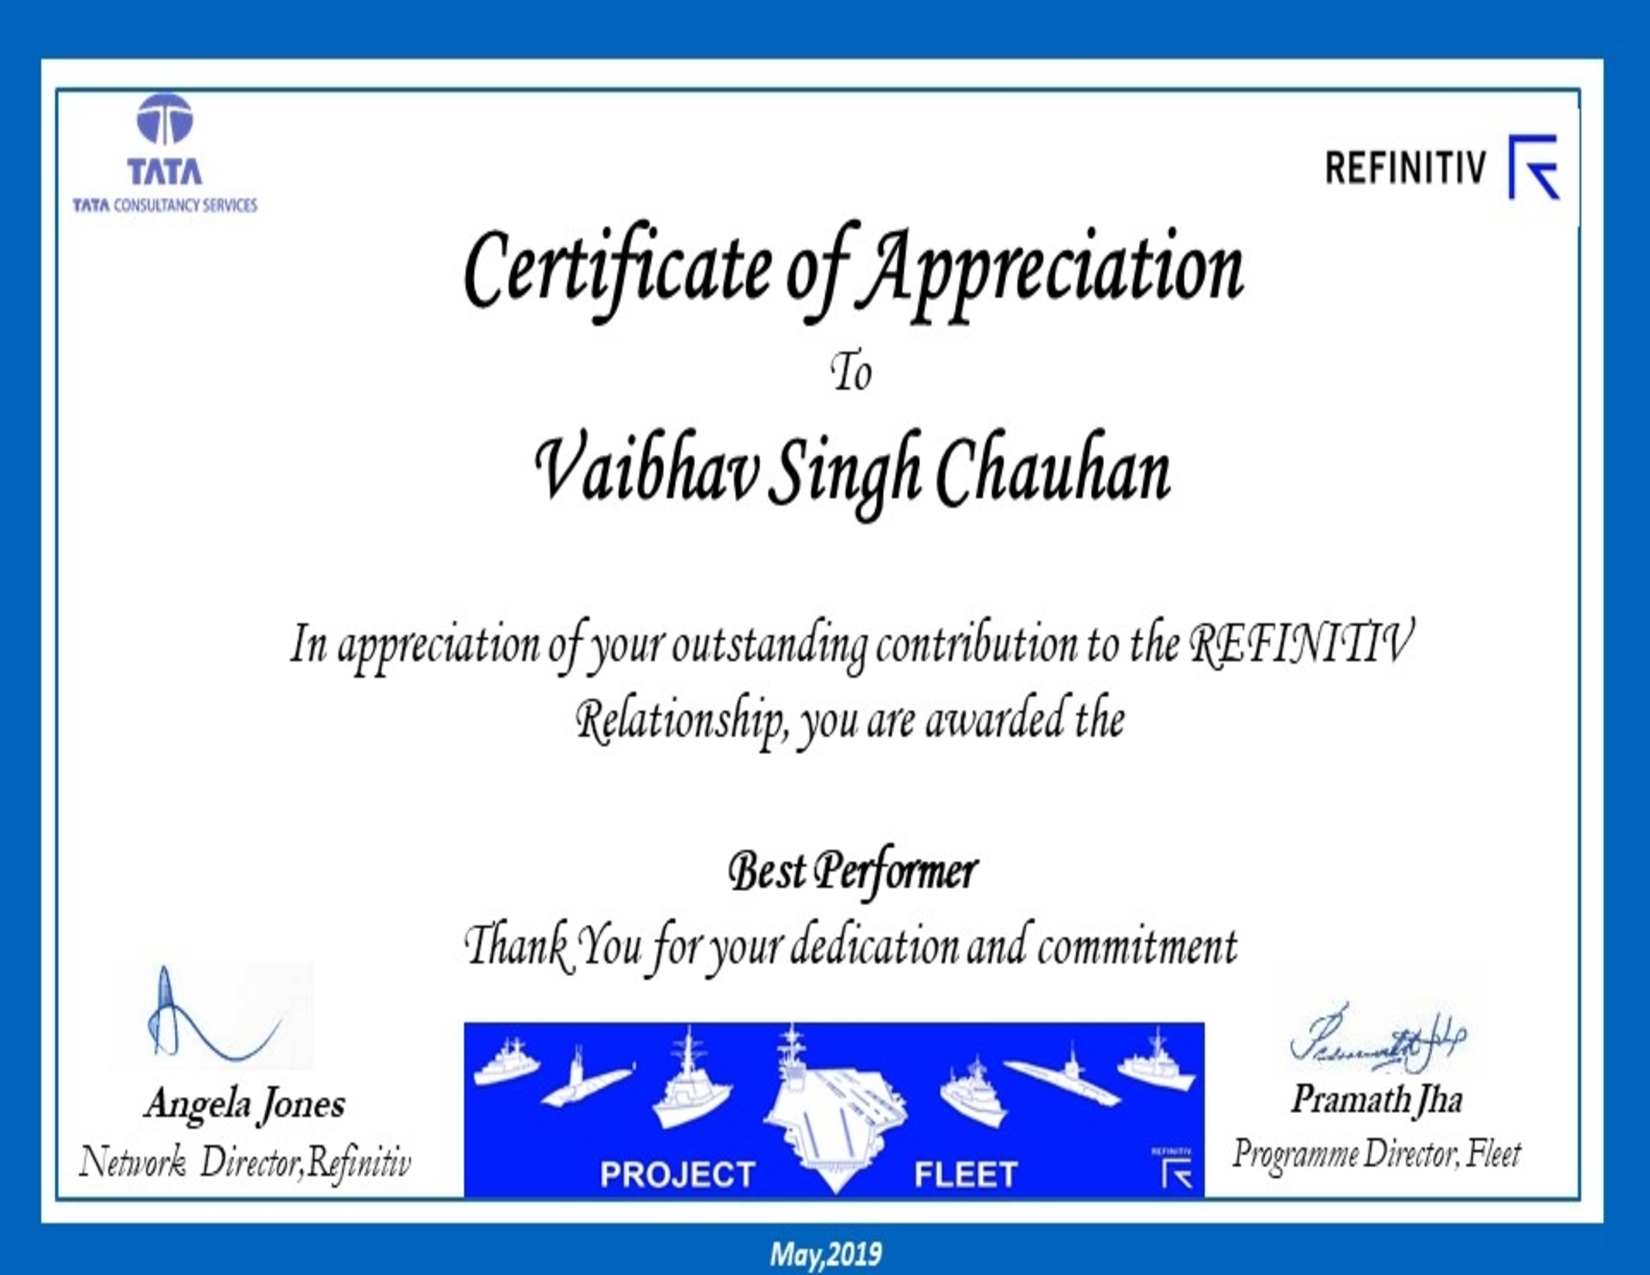 TATA
TATA CONSULTANCY SERVICES
REFINITIV
Certificate of Appreciation
To
Vaibhav Singh Chauhan
In appreciation of your outstanding contribution to the REFINITIV
Relationship, you are awarded the
Best Performer
Thank You for your dedication and commitment
Angela Jones
Network Director,Refinitiv
PROJECT FLEET
REFINITIV
Pramath Jha
Programme Director, Fleet
May,2019